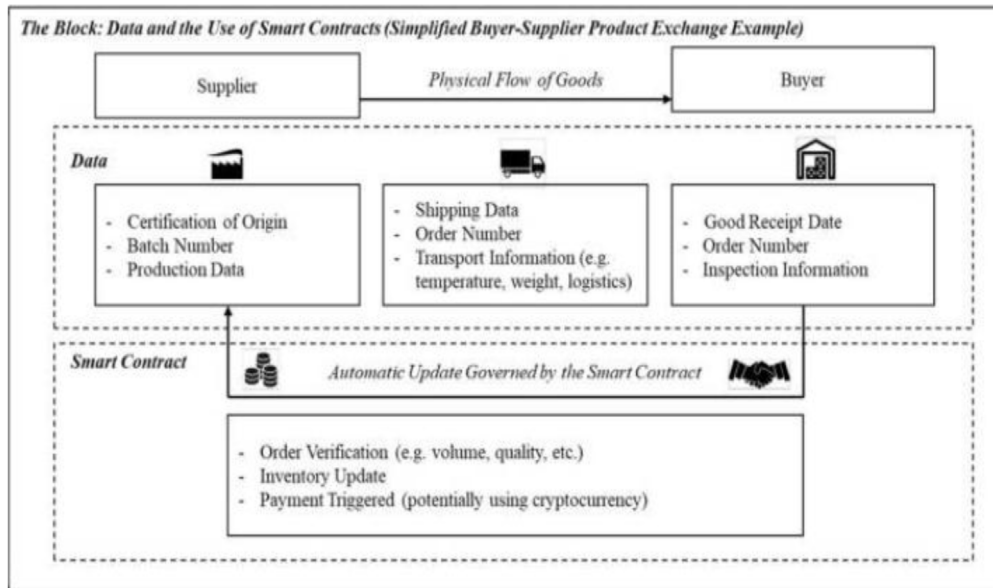 The Block: Data and the Use of Smart Contracts (Simplified Buyer-Supplier Product Exchange Example)
Supplier
Physical Flow of Goods
Buyer
Data
- Certification of Origin
- Batch Number
- Production Data
- Shipping Data
- Order Number
- Transport Information (e.g.
temperature, weight, logistics)
- Good Receipt Date
- Order Number
- Inspection Information
Smart Contract
Automatic Update Governed by the Smart Contract
- Order Verification (e.g. volume, quality, etc.)
- Inventory Update
- Payment Triggered (potentially using cryptocurrency)